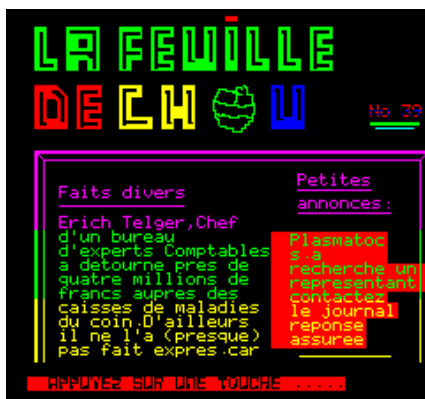 LA FEUILLE
DE CHOU
No 39
Faits divers
Erich Telger,Chef
d'un bureau
d'experts Comptables
a detourne pres de
quatre millions de
francs aupres des
caisses de maladies
du coin.D'ailleurs
il ne l'a (presque)
pas fait expres.car
Petites
annonces:
Plasmatoc
s.a
recherche un
representant
contactez
le journal
reponse
assuree
APPUYEZ SUR UNE TOUCHE .....